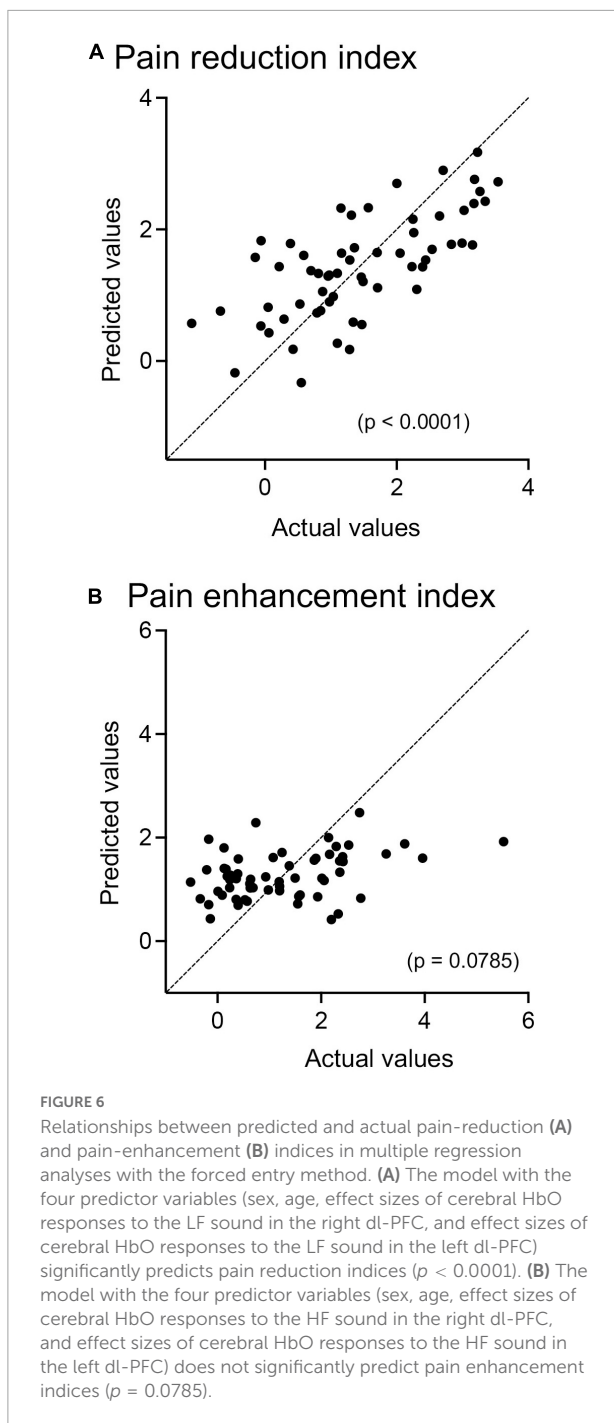 A Pain reduction index
4
2
0
Predicted values
(p < 0.0001)
0 2 4
Actual values
B Pain enhancement index
6
4
2
0
Predicted values
(p = 0.0785)
0 2 4 6
Actual values
FIGURE 6
Relationships between predicted and actual pain-reduction (A)
and pain-enhancement (B) indices in multiple regression
analyses with the forced entry method. (A) The model with the
four predictor variables (sex, age, effect sizes of cerebral HbO
responses to the LF sound in the right dl-PFC, and effect sizes of
cerebral HbO responses to the LF sound in the left dl-PFC)
significantly predicts pain reduction indices (p < 0.0001). (B) The
model with the four predictor variables (sex, age, effect sizes of
cerebral HbO responses to the HF sound in the right dl-PFC,
and effect sizes of cerebral HbO responses to the HF sound in
the left dl-PFC) does not significantly predict pain enhancement
indices (p = 0.0785).